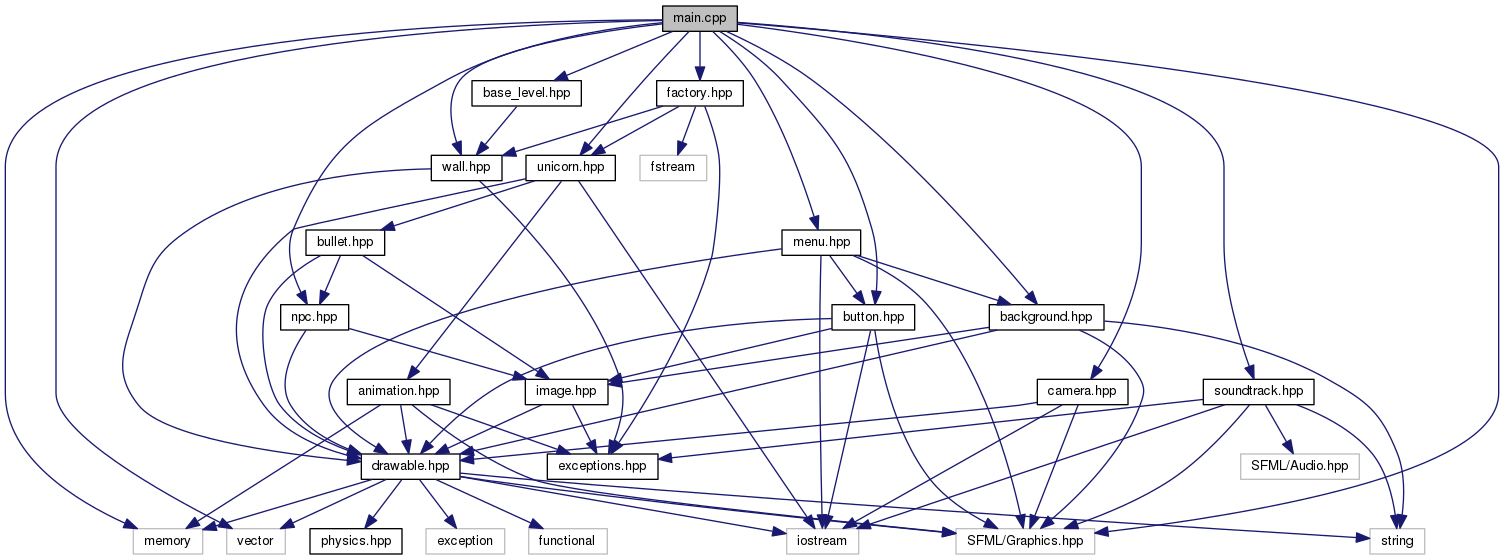 main.cpp
base_level.hpp
factory.hpp
wall.hpp
unicorn.hpp
fstream
bullet.hpp
menu.hpp
npc.hpp
button.hpp
background.hpp
animation.hpp
image.hpp
camera.hpp
soundtrack.hpp
drawable.hpp
exceptions.hpp
SFML/Audio.hpp
memory
vector
physics.hpp
exception
functional
iostream
SFML/Graphics.hpp
string